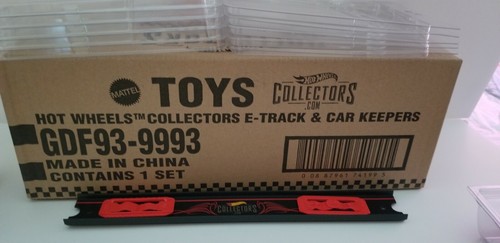 MATTEL
TOYS
HOT WHEELS
COLLECTORS
.COM
HOT WHEELS™ COLLECTORS E-TRACK & CAR KEEPERS
GDF93-9993
MADE IN CHINA
CONTAINS 1 SET
COLLECTORS